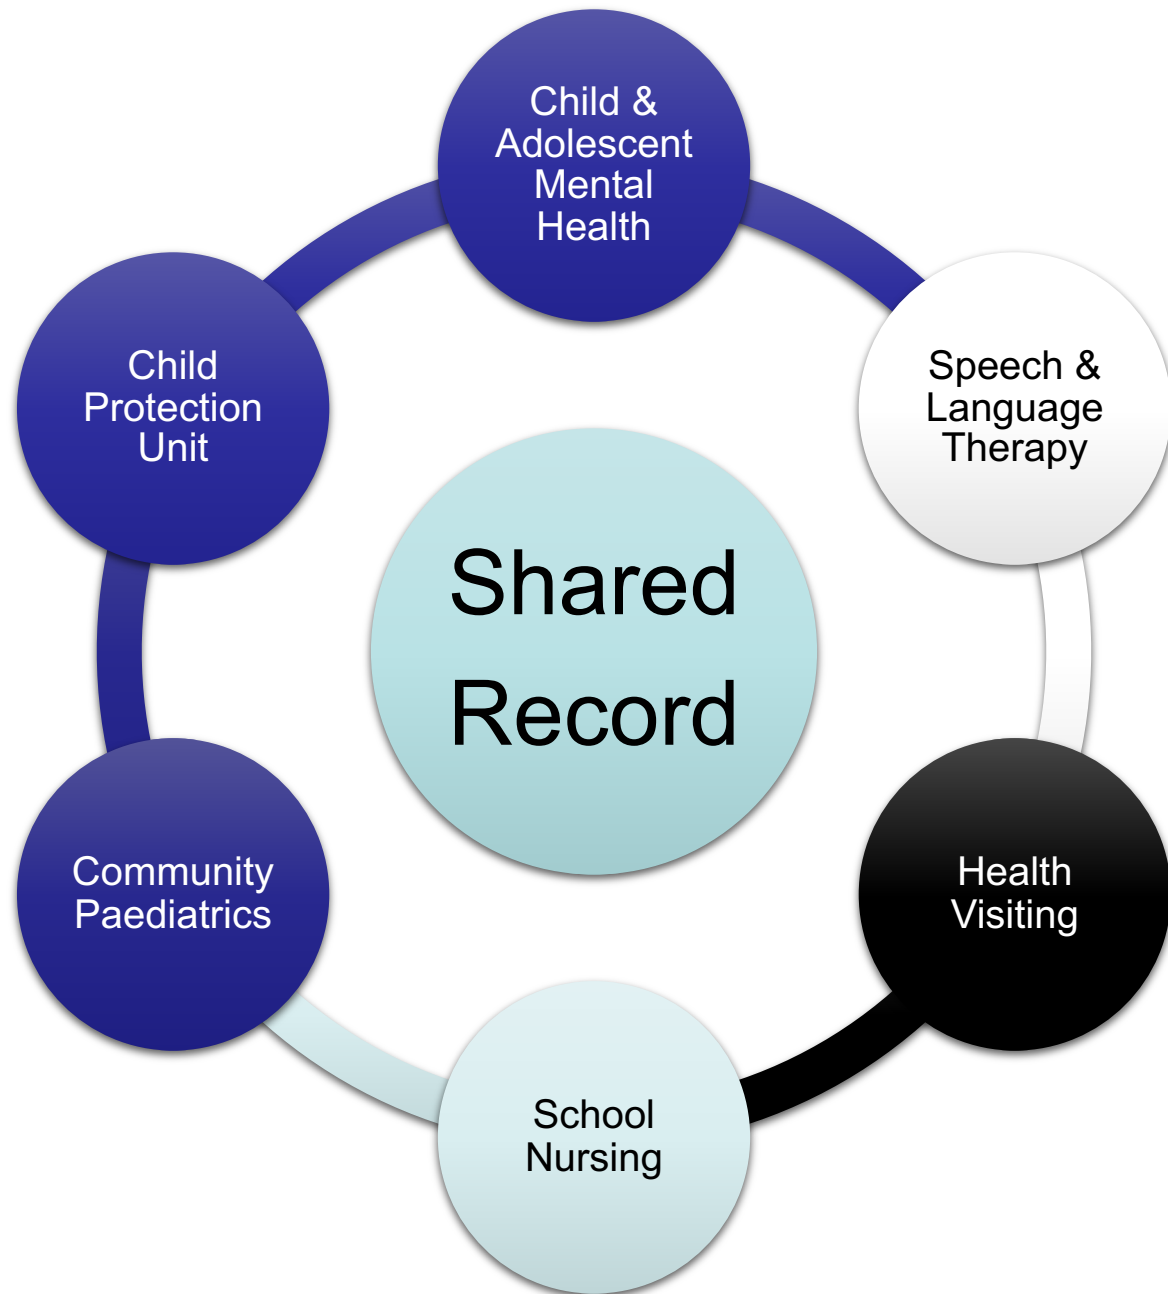 Child &
Adolescent
Mental
Health
Speech &
Language
Therapy
Health
Visiting
School
Nursing
Community
Paediatrics
Child
Protection
Unit
Shared
Record